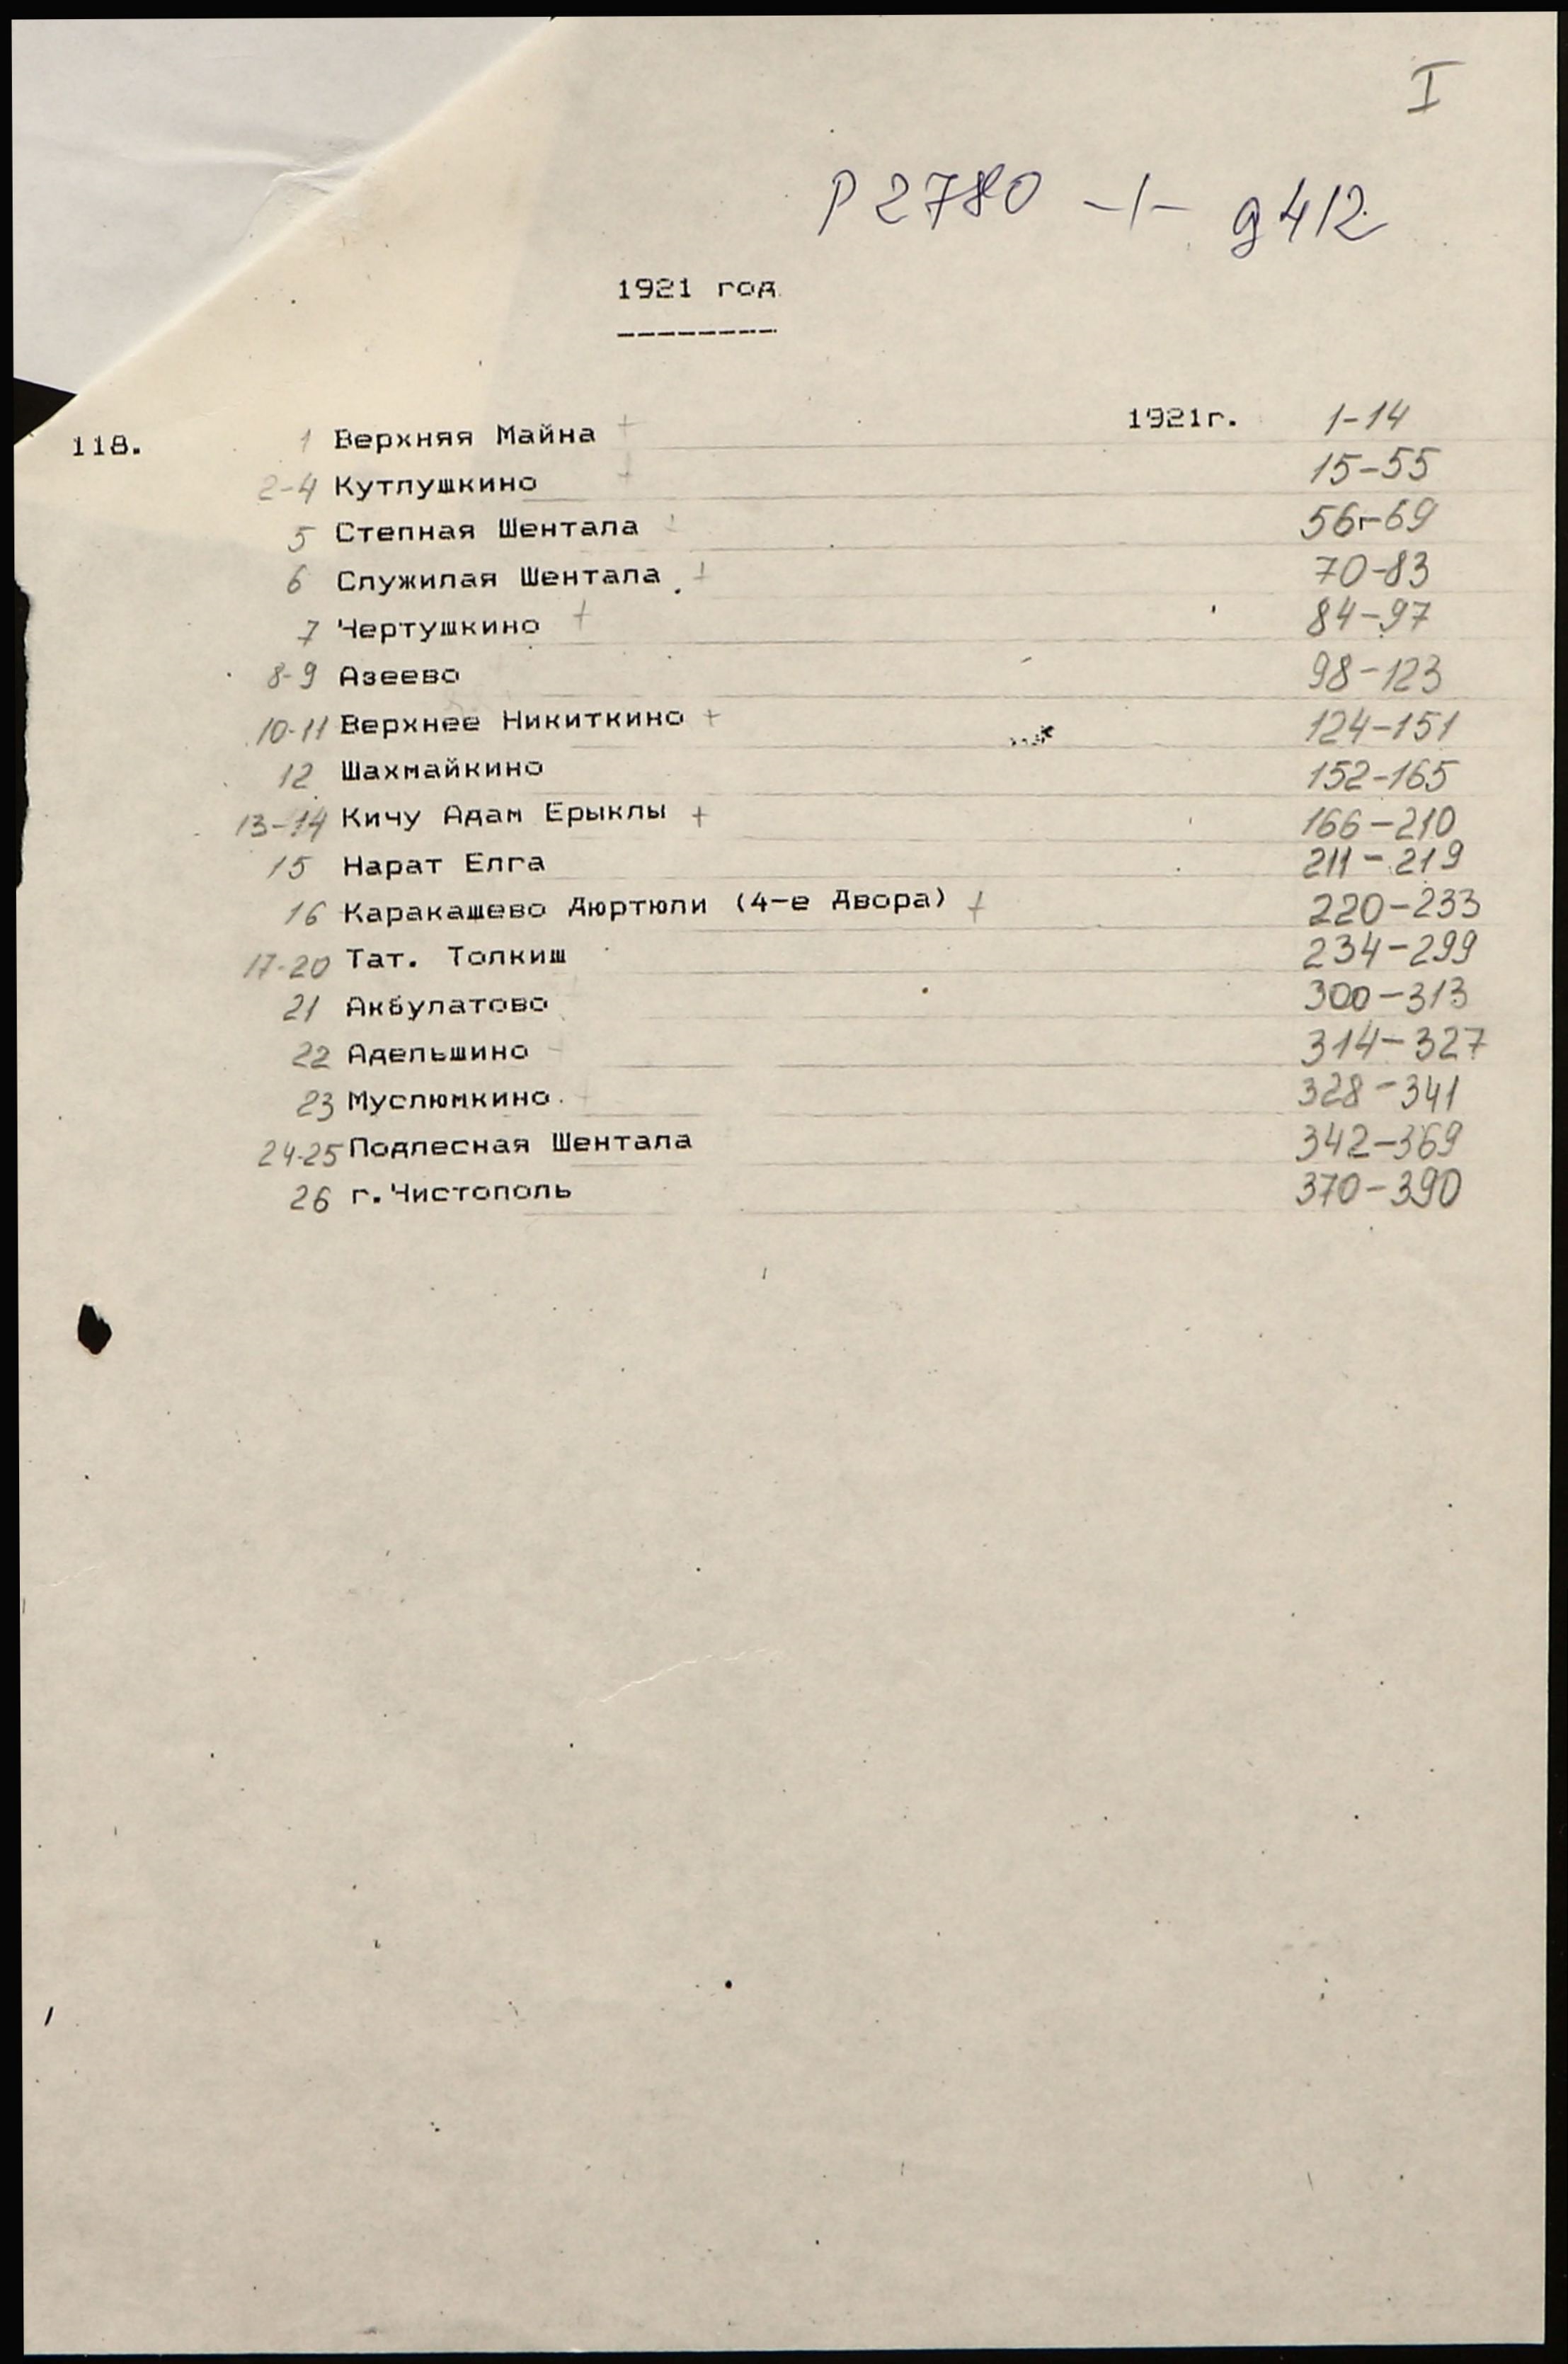 I
Р 2780 -1- д 412
1921 год
118. 1 Верхняя Майна + 1921г. 1-14
2-4 Кутлушкино + 15-55
5 Степная Шентала + 56-69
6 Служилая Шентала + 70-83
7 Чертушкино + 84-97
8-9 Азеево 98-123
10-11 Верхнее Никиткино + 124-151
12 Шахмайкино 152-165
13-14 Кичу Адам Ерыклы + 166-210
15 Нарат Елга 211-219
16 Каракашево Дюртюли (4-е Двора) + 220-233
17-20 Тат. Толкиш 234-299
21 Акбулатово 300-313
22 Адельшино 314-327
23 Муслюмкино 328-341
24-25 Подлесная Шентала 342-369
26 г.Чистополь 370-390